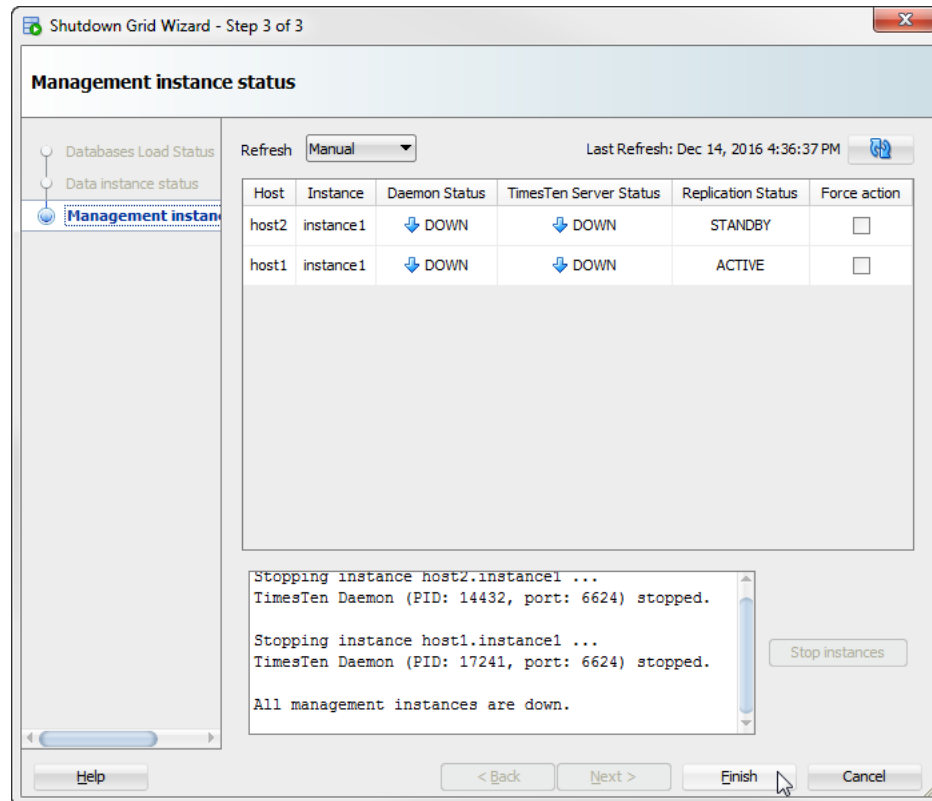 Shutdown Grid Wizard - Step 3 of 3
Management instance status
Databases Load Status
Data instance status
Management instan
Refresh Manual Last Refresh: Dec 14, 2016 4:36:37 PM
Host Instance Daemon Status TimesTen Server Status Replication Status Force action
host2 instance1 DOWN DOWN STANDBY
host1 instance1 DOWN DOWN ACTIVE
Stopping instance host2.instance1 ...
TimesTen Daemon (PID: 14432, port: 6624) stopped.
Stopping instance host1.instance1 ...
TimesTen Daemon (PID: 17241, port: 6624) stopped.
All management instances are down.
Stop instances
Help < Back Next > Finish Cancel